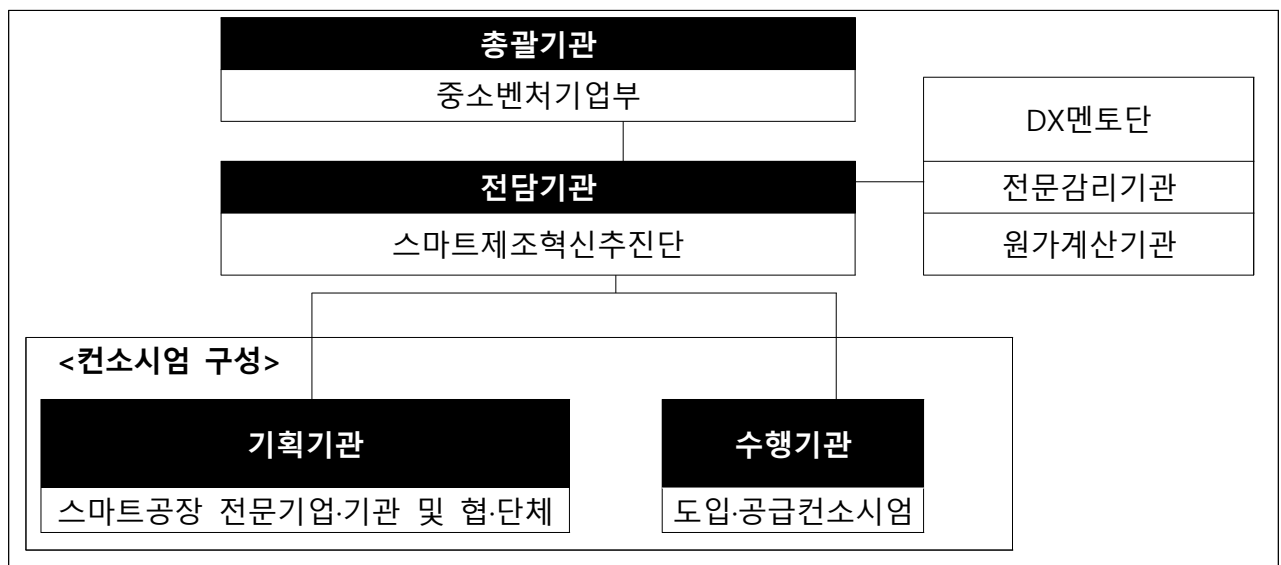 총괄기관
중소벤처기업부
DX멘토단
전담기관
전문감리기관
스마트제조혁신추진단
원가계산기관
<컨소시엄 구성>
기획기관
수행기관
스마트공장 전문기업·기관 및 협·단체
도입·공급컨소시엄